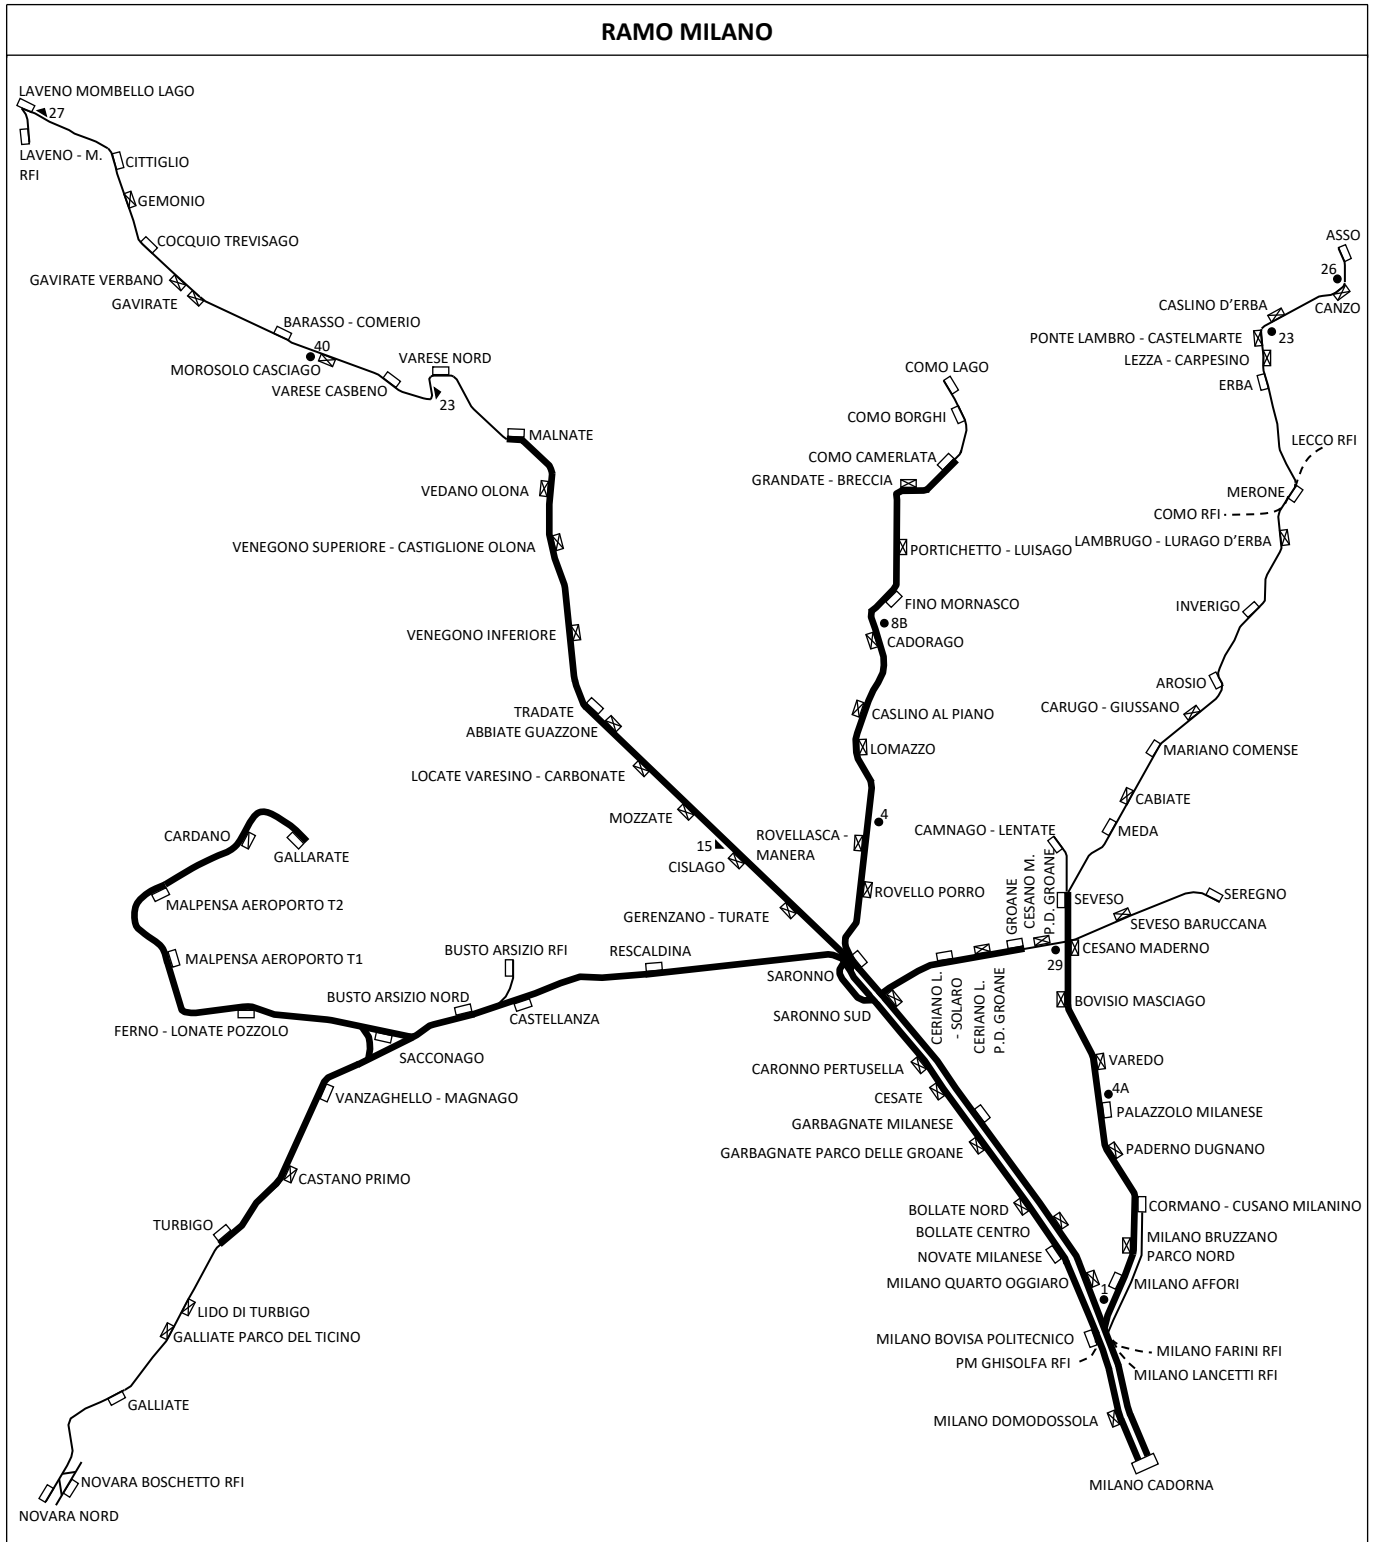 RAMO MILANO
LAVENO MOMBELLO LAGO
27
LAVENO - M.
RFI
CITTIGLIO
GEMONIO
COCQUIO TREVISAGO
GAVIRATE VERBANO
GAVIRATE
BARASSO - COMERIO
40
MOROSOLO CASCIAGO
VARESE CASBENO
VARESE NORD
23
MALNATE
VEDANO OLONA
VENEGONO SUPERIORE - CASTIGLIONE OLONA
VENEGONO INFERIORE
TRADATE
ABBIATE GUAZZONE
LOCATE VARESINO - CARBONATE
MOZZATE
15
CISLAGO
GERENZANO - TURATE
COMO LAGO
COMO BORGHI
COMO CAMERLATA
GRANDATE - BRECCIA
PORTICHETTO - LUISAGO
FINO MORNASCO
8B
CADORAGO
CASLINO AL PIANO
LOMAZZO
4
ROVELLASCA -
MANERA
ROVELLO PORRO
ASSO
26
CANZO
CASLINO D'ERBA
PONTE LAMBRO - CASTELMARTE
23
LEZZA - CARPESINO
ERBA
LECCO RFI
MERONE
COMO RFI
LAMBRUGO - LURAGO D'ERBA
INVERIGO
AROSIO
CARUGO - GIUSSANO
MARIANO COMENSE
CABIATE
MEDA
CAMNAGO - LENTATE
SEVESO
SEREGNO
SEVESO BARUCCANA
CESANO MADERNO
29
GROANE
CESANO M.
P.D. GROANE
CERIANO L.
- SOLARO
CERIANO L.
P.D. GROANE
BOVISIO MASCIAGO
VAREDO
4A
PALAZZOLO MILANESE
PADERNO DUGNANO
CORMANO - CUSANO MILANINO
MILANO BRUZZANO
PARCO NORD
MILANO AFFORI
1
CARDANO
GALLARATE
MALPENSA AEROPORTO T2
MALPENSA AEROPORTO T1
FERNO - LONATE POZZOLO
BUSTO ARSIZIO RFI
BUSTO ARSIZIO NORD
CASTELLANZA
RESCALDINA
SACCONAGO
VANZAGHELLO - MAGNAGO
CASTANO PRIMO
TURBIGO
LIDO DI TURBIGO
GALLIATE PARCO DEL TICINO
GALLIATE
NOVARA BOSCHETTO RFI
NOVARA NORD
SARONNO
SARONNO SUD
CARONNO PERTUSELLA
CESATE
GARBAGNATE MILANESE
GARBAGNATE PARCO DELLE GROANE
BOLLATE NORD
BOLLATE CENTRO
NOVATE MILANESE
MILANO QUARTO OGGIARO
MILANO BOVISA POLITECNICO
PM GHISOLFA RFI
MILANO FARINI RFI
MILANO LANCETTI RFI
MILANO DOMODOSSOLA
MILANO CADORNA